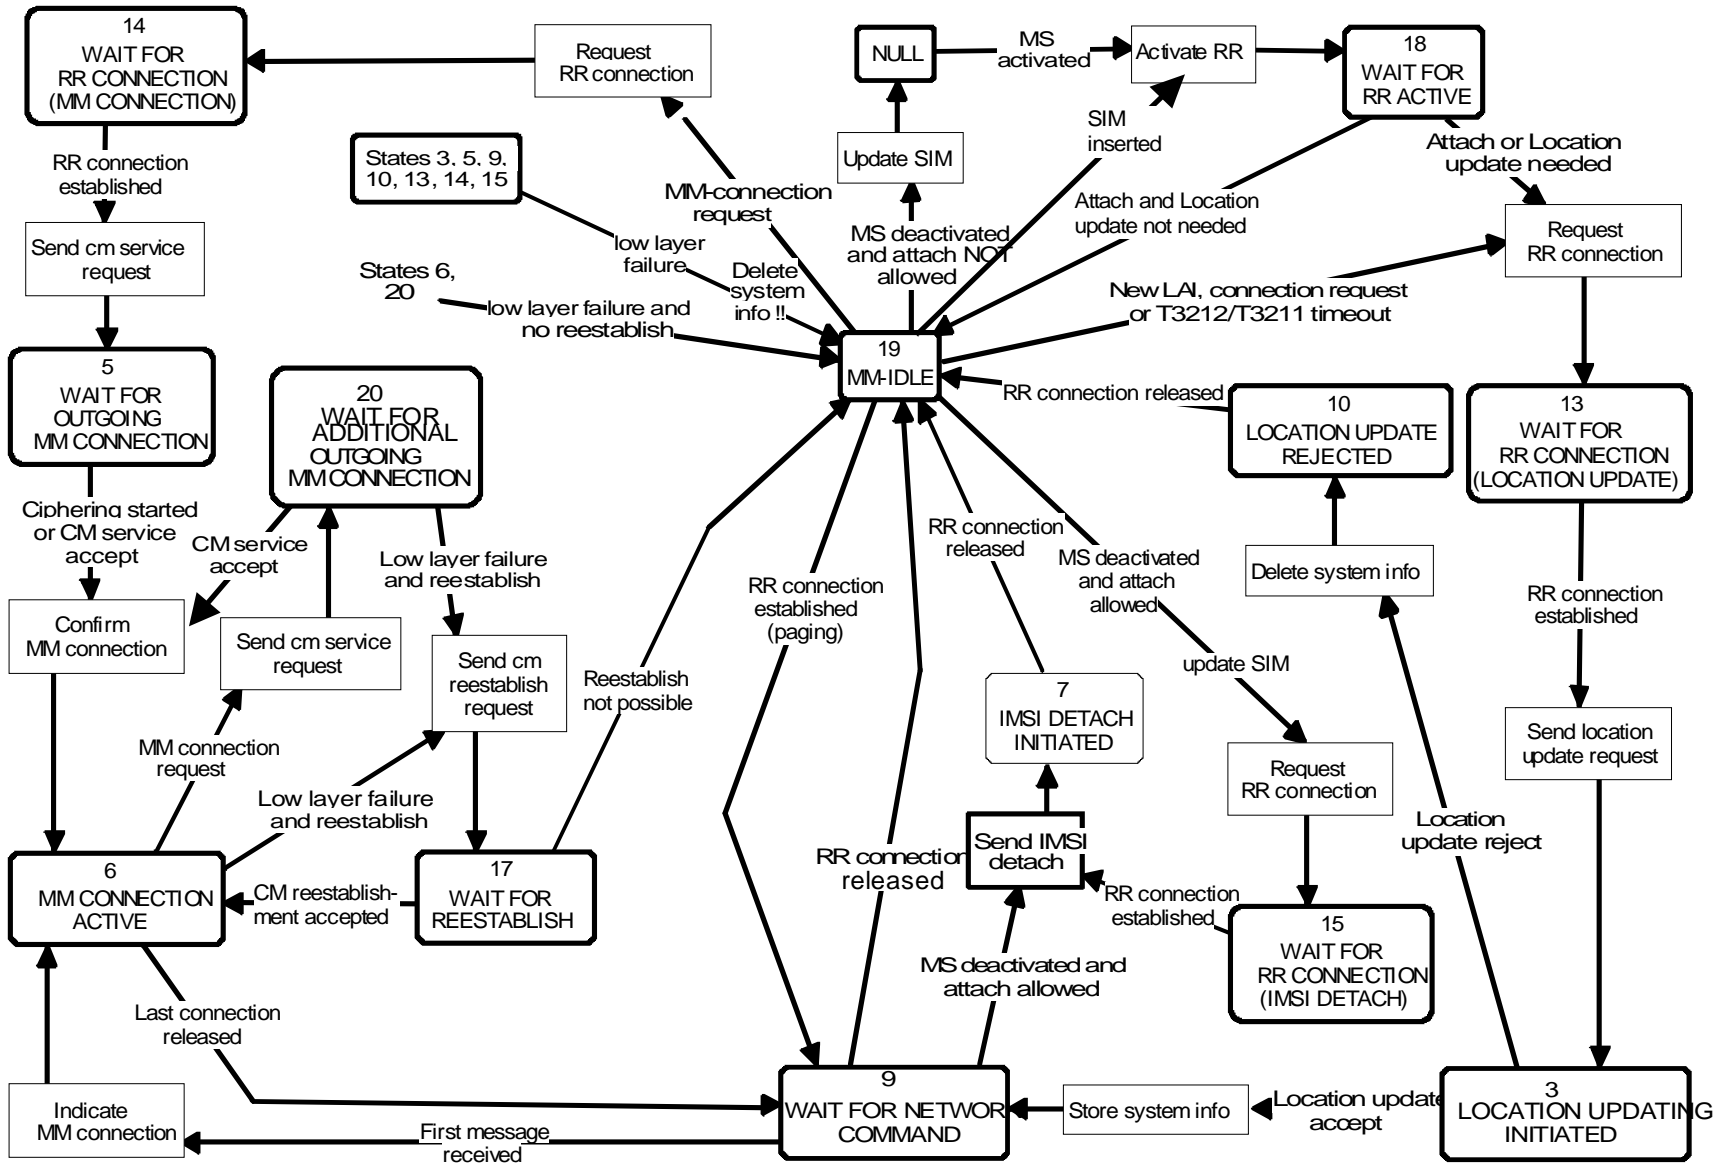 14
WAIT FOR
RR CONNECTION
(MM CONNECTION)
Request
RR connection
NULL
MS
activated
Activate RR
18
WAIT FOR
RR ACTIVE
RR connection
established
States 3, 5, 9,
10, 13, 14, 15
Update SIM
SIM
inserted
Attach or Location
update needed
MM-connection
request
Attach and Location
update not needed
Send cm service
request
low layer
failure
MS deactivated
and attach NOT
allowed
Request
RR connection
States 6,
20
Delete
system
info !!
low layer failure and
no reestablish
New LAI, connection request
or T3212/T3211 timeout
5
WAIT FOR
OUTGOING
MM CONNECTION
20
WAIT FOR
ADDITIONAL
OUTGOING
MM CONNECTION
19
MM-IDLE
RR connection released
10
LOCATION UPDATE
REJECTED
13
WAIT FOR
RR CONNECTION
(LOCATION UPDATE)
Ciphering started
or CM service
accept
CM service
accept
Low layer failure
and reestablish
RR connection
released
MS deactivated
and attach
allowed
Delete system info
RR connection
established
RR connection
established
(paging)
Confirm
MM connection
Send cm service
request
Send cm
reestablish
request
Reestablish
not possible
update SIM
7
IMSI DETACH
INITIATED
Send location
update request
MM connection
request
Request
RR connection
Low layer failure
and reestablish
Location
update reject
Send IMSI
detach
RR connection
released
6
MM CONNECTION
ACTIVE
CM reestablish-
ment accepted
17
WAIT FOR
REESTABLISH
RR connection
established
15
WAIT FOR
RR CONNECTION
(IMSI DETACH)
MS deactivated and
attach allowed
Last connection
released
9
WAIT FOR NETWOR
COMMAND
Store system info
Location update
accept
3
LOCATION UPDATING
INITIATED
Indicate
MM connection
First message
received